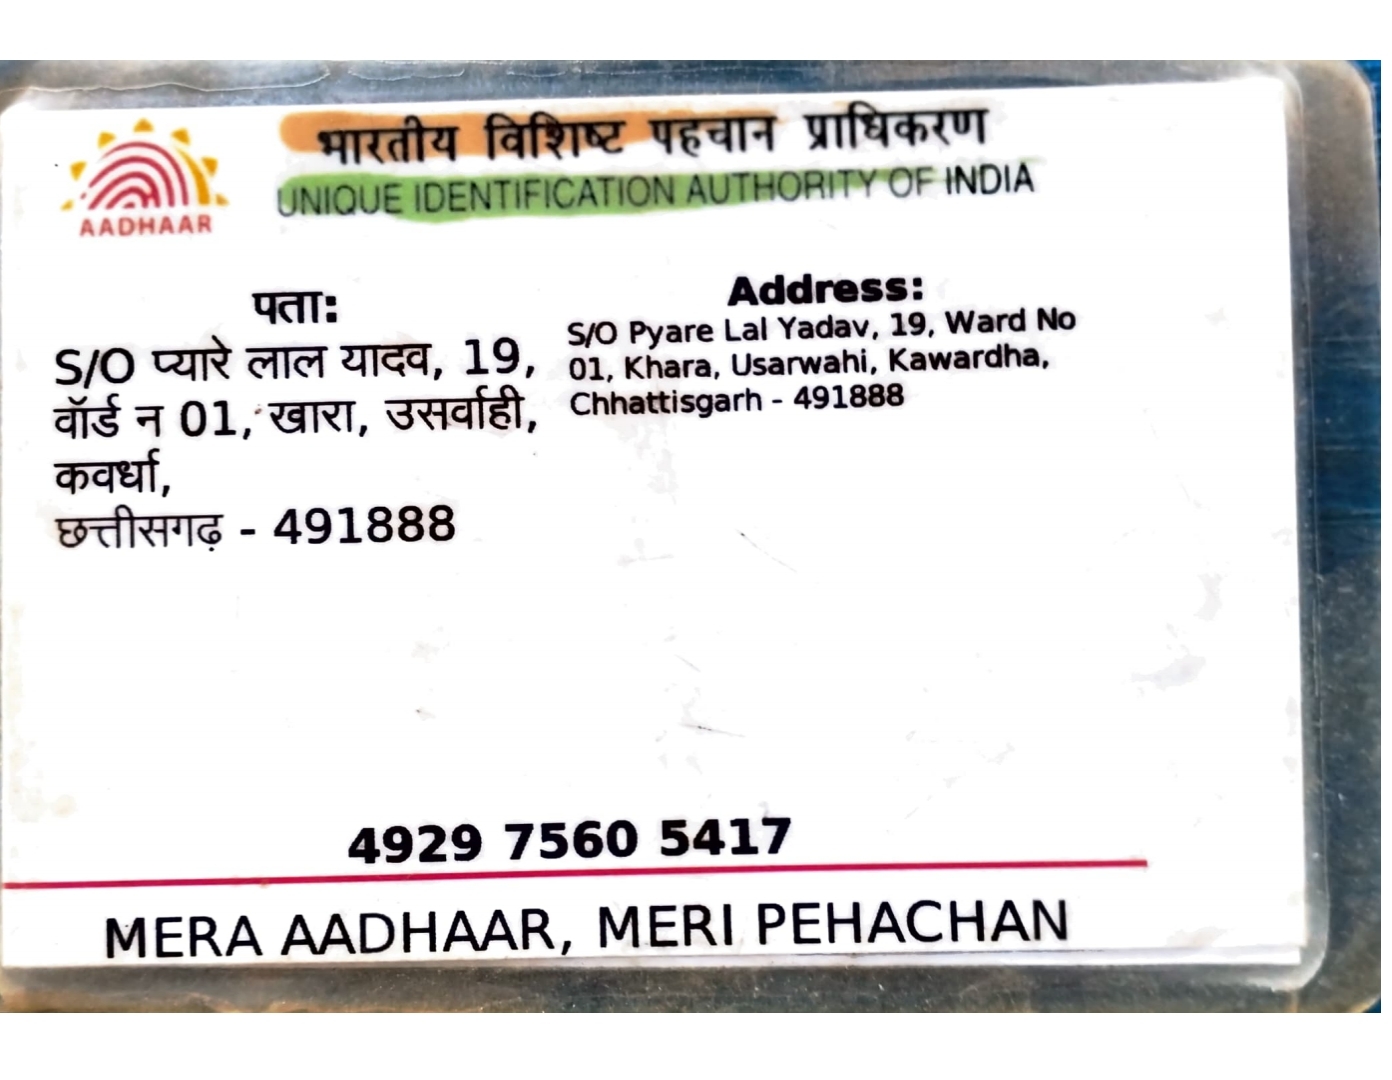 भारतीय विशिष्ट पहचान प्राधिकरण
UNIQUE IDENTIFICATION AUTHORITY OF INDIA
AADHAAR
पता:
S/O प्यारे लाल यादव, 19,
वॉर्ड न 01, खारा, उसर्वाही,
कवर्धा,
छत्तीसगढ़ - 491888
Address:
S/O Pyare Lal Yadav, 19, Ward No
01, Khara, Usarwahi, Kawardha,
Chhattisgarh - 491888
4929 7560 5417
MERA AADHAAR, MERI PEHACHAN